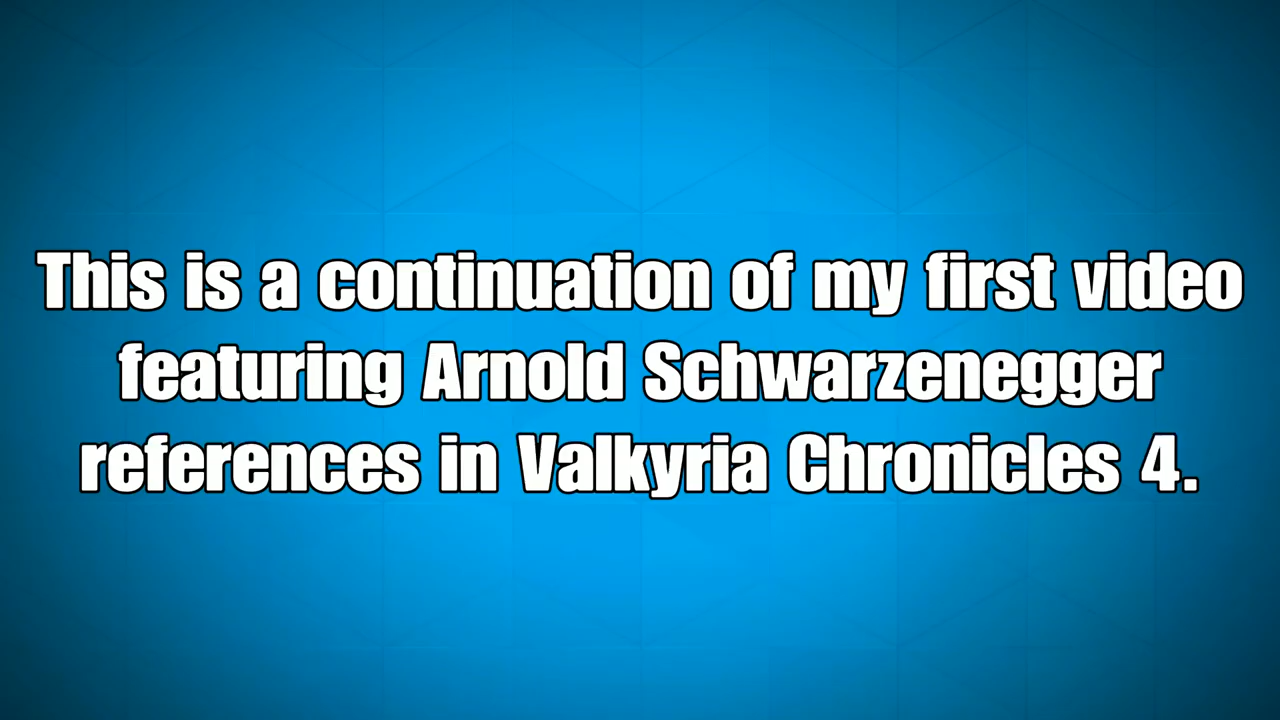 This is a continuation of my first video
featuring Arnold Schwarzenegger
references in Valkyria Chronicles 4.